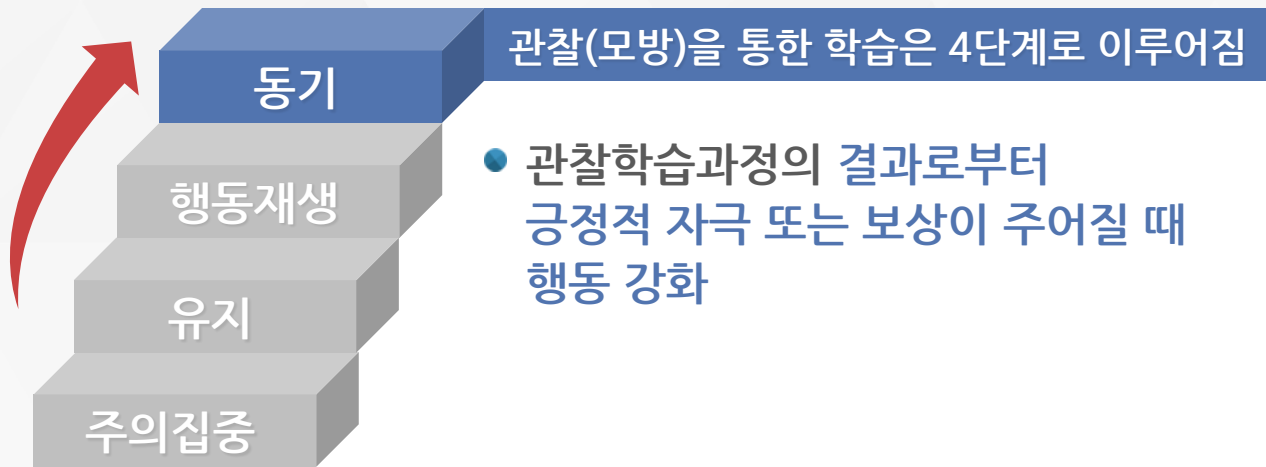 관찰(모방)을 통한 학습은 4단계로 이루어짐
동기
행동재생
유지
주의집중
관찰학습과정의 결과로부터
긍정적 자극 또는 보상이 주어질 때
행동 강화